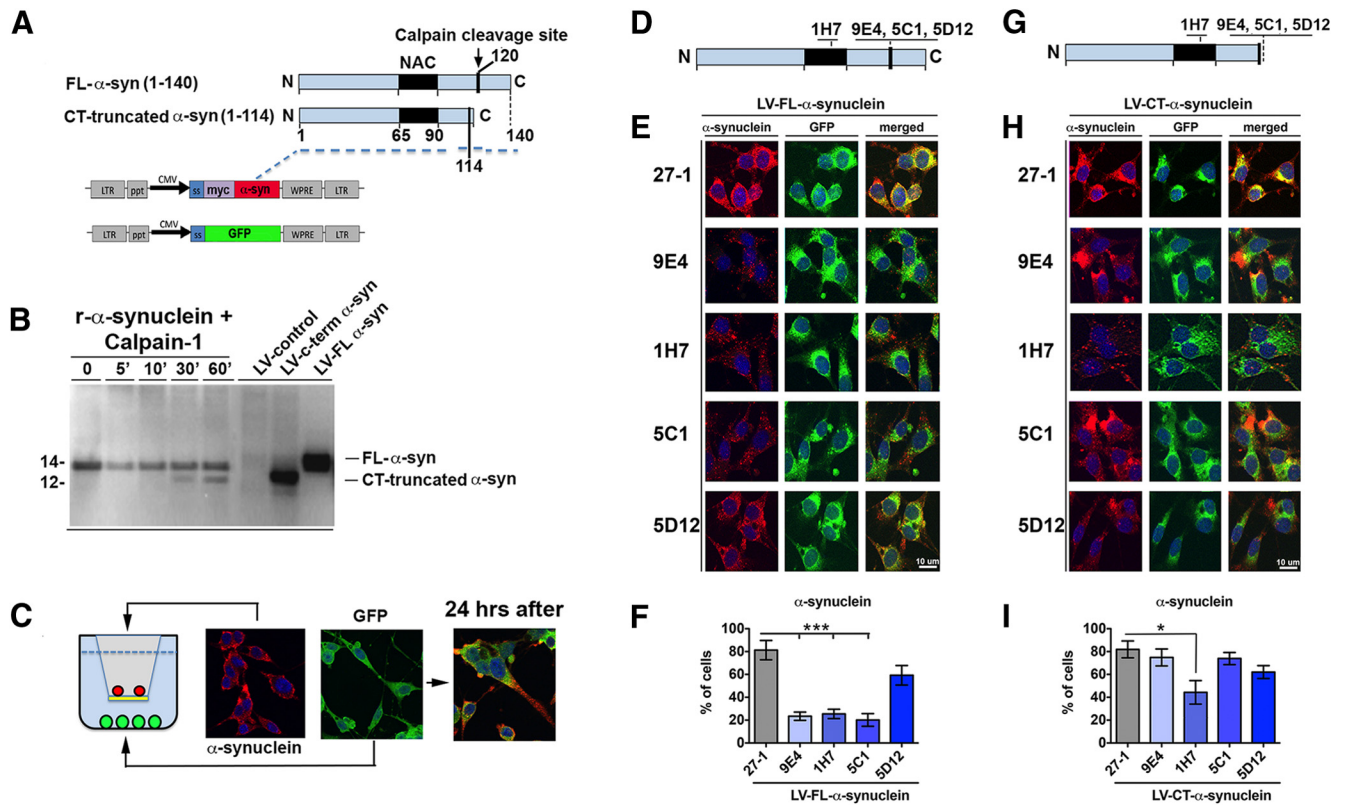 A
Calpain cleavage site
120
NAC
FL-α-syn (1-140)
N
C
CT-truncated α-syn (1-114)
N
C
1
65
90
140
114
LTR
ppt
CMV
ss
myc
α-syn
WPRE
LTR
LTR
ppt
CMV
ss
GFP
WPRE
LTR
B
r-α-synuclein +
Calpain-1
0
5'
10'
30'
60'
LV-control
LV-c-term α-syn
LV-FL α-syn
14-
12-
FL-α-syn
CT-truncated α-syn
C
α-synuclein
GFP
24 hrs after
D
1H7
9E4, 5C1, 5D12
N
C
E
LV-FL-α-synuclein
α-synuclein
GFP
merged
27-1
9E4
1H7
5C1
5D12
10 um
F
α-synuclein
% of cells
100
80
60
40
20
0
***
27-1
9E4
1H7
5C1
5D12
LV-FL-α-synuclein
G
1H7
9E4, 5C1, 5D12
N
H
LV-CT-α-synuclein
α-synuclein
GFP
merged
27-1
9E4
1H7
5C1
5D12
10 um
I
α-synuclein
% of cells
100
80
60
40
20
0
*
27-1
9E4
1H7
5C1
5D12
LV-CT-α-synuclein